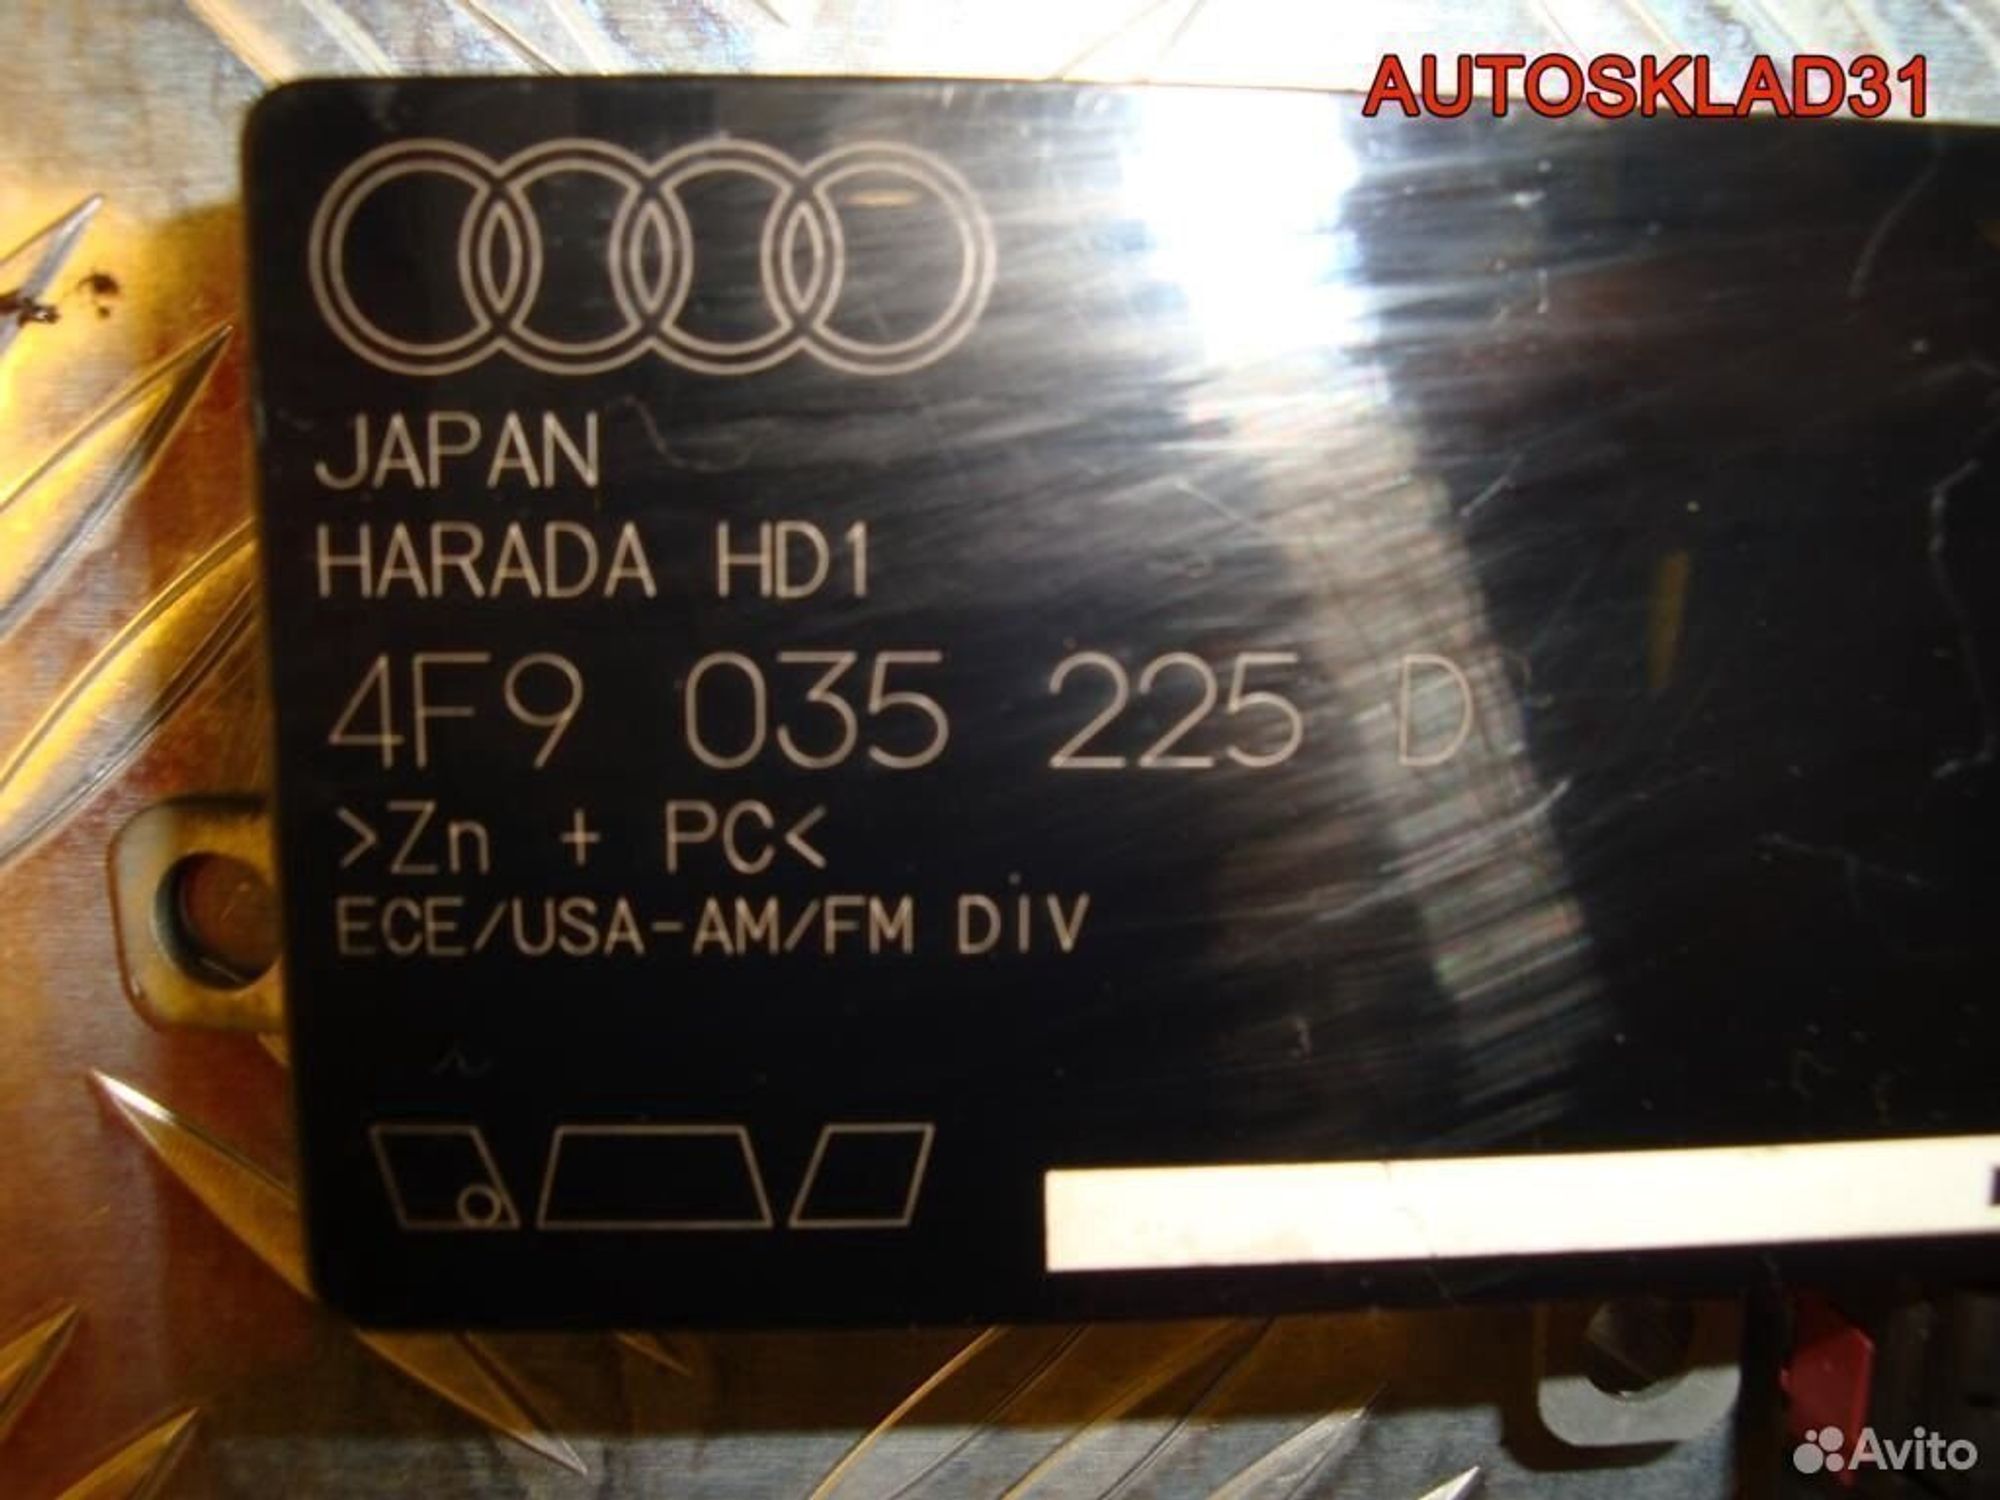 AUTOSKLAD31
JAPAN
HARADA HD1
4F9 035 225 D
>Zn + PC<
ECE/USA-AM/FM DIV
Avito